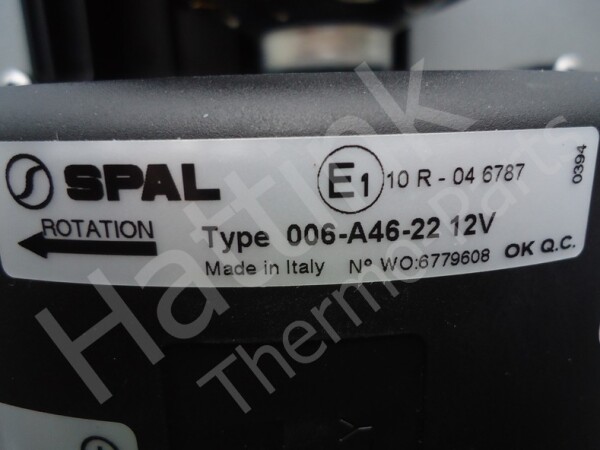 SPAL E1 10 R - 04 6787 0394
ROTATION
Type 006-A46-22 12V
Made in Italy Nº WO:6779608 OK Q.C.
Hattink
Thermo Parts